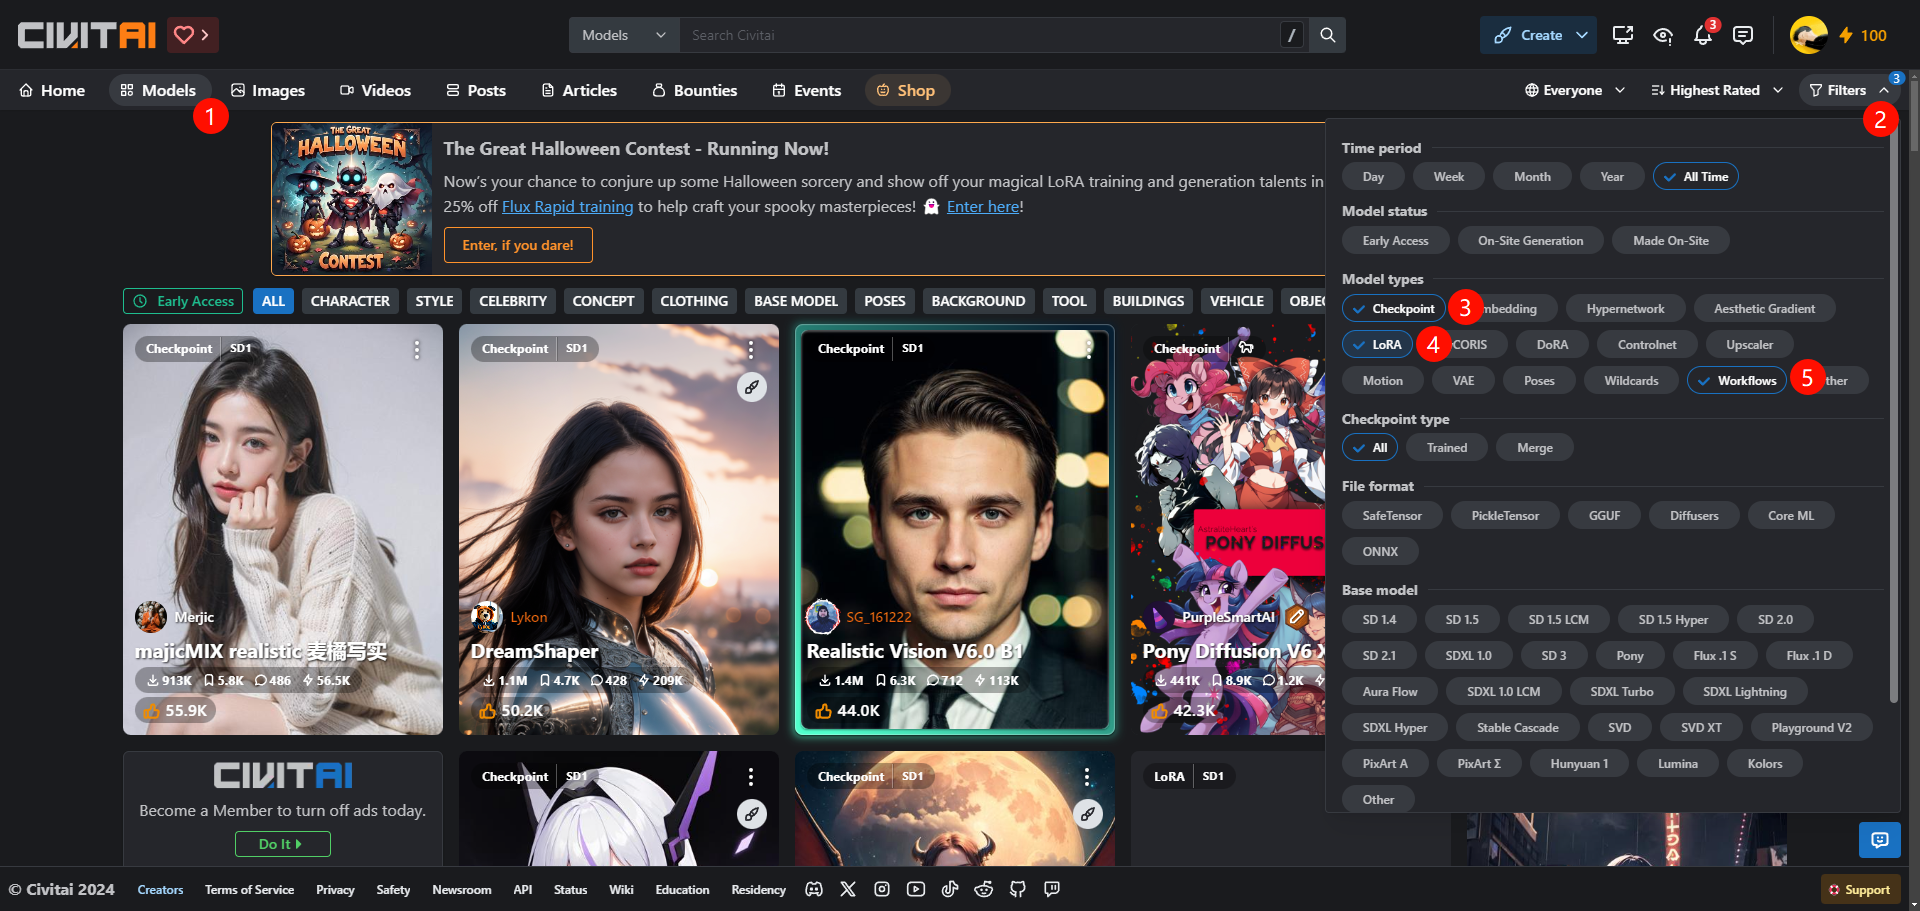 CIVITAI
Models
Search Civitai
/
Create
3
100
Home
Models
Images
Videos
Posts
Articles
Bounties
Events
Shop
Everyone
Highest Rated
Filters
3
1
2
THE GREAT
HALLOWEEN
CONTEST
The Great Halloween Contest - Running Now!
Now's your chance to conjure up some Halloween sorcery and show off your magical LoRA training and generation talents in
25% off Flux Rapid training to help craft your spooky masterpieces! 👻 Enter here!
Enter, if you dare!
Early Access
ALL
CHARACTER
STYLE
CELEBRITY
CONCEPT
CLOTHING
BASE MODEL
POSES
BACKGROUND
TOOL
BUILDINGS
VEHICLE
OBJEC
Checkpoint SD1
Merjic
majicMIX realistic 麦橘写实
913K 5.8K 486 56.5K
55.9K
Checkpoint SD1
Lykon
DreamShaper
1.1M 4.7K 428 209K
50.2K
Checkpoint SD1
SG_161222
Realistic Vision V6.0 B1
1.4M 6.3K 712 113K
44.0K
Checkpoint
PONY DIFFUS
PurpleSmartAI
Pony Diffusion V6 X
441K 8.9K 1.2K
42.3K
Time period
Day
Week
Month
Year
All Time
Model status
Early Access
On-Site Generation
Made On-Site
Model types
Checkpoint
3
mbedding
Hypernetwork
Aesthetic Gradient
LoRA
4
CORIS
DoRA
Controlnet
Upscaler
Motion
VAE
Poses
Wildcards
Workflows
5
ther
Checkpoint type
All
Trained
Merge
File format
SafeTensor
PickleTensor
GGUF
Diffusers
Core ML
ONNX
Base model
SD 1.4
SD 1.5
SD 1.5 LCM
SD 1.5 Hyper
SD 2.0
SD 2.1
SDXL 1.0
SD 3
Pony
Flux .1 S
Flux .1 D
Aura Flow
SDXL 1.0 LCM
SDXL Turbo
SDXL Lightning
SDXL Hyper
Stable Cascade
SVD
SVD XT
Playground V2
PixArt A
PixArt Σ
Hunyuan 1
Lumina
Kolors
Other
CIVITAI
Become a Member to turn off ads today.
Do It
Checkpoint SD1
Checkpoint SD1
LoRA SD1
© Civitai 2024
Creators
Terms of Service
Privacy
Safety
Newsroom
API
Status
Wiki
Education
Residency
Support